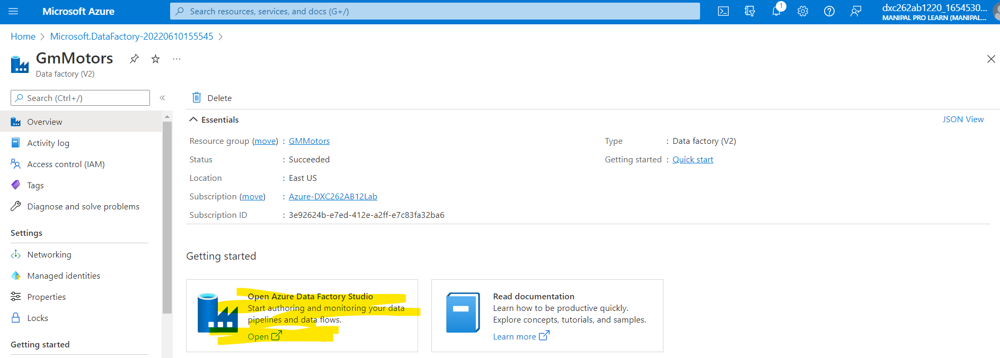 Microsoft Azure
Search resources, services, and docs (G+/)
1
dxc262ab1220_1654530...
MANIPAL PRO LEARN (MANIPAL...
Home > Microsoft.DataFactory-20220610155545 >
GmMotors ...
Data factory (V2)
Search (Ctrl+/) «
Delete
Overview
Activity log
Access control (IAM)
Tags
Diagnose and solve problems
Settings
Networking
Managed identities
Properties
Locks
Getting started
Essentials
JSON View
Resource group (move) : GMMotors
Status : Succeeded
Location : East US
Subscription (move) : Azure-DXC262AB12Lab
Subscription ID : 3e92624b-e7ed-412e-a2ff-e7c83fa32ba6
Type : Data factory (V2)
Getting started : Quick start
Getting started
Open Azure Data Factory Studio
Start authoring and monitoring your data
pipelines and data flows.
Open
Read documentation
Learn how to be productive quickly.
Explore concepts, tutorials, and samples.
Learn more